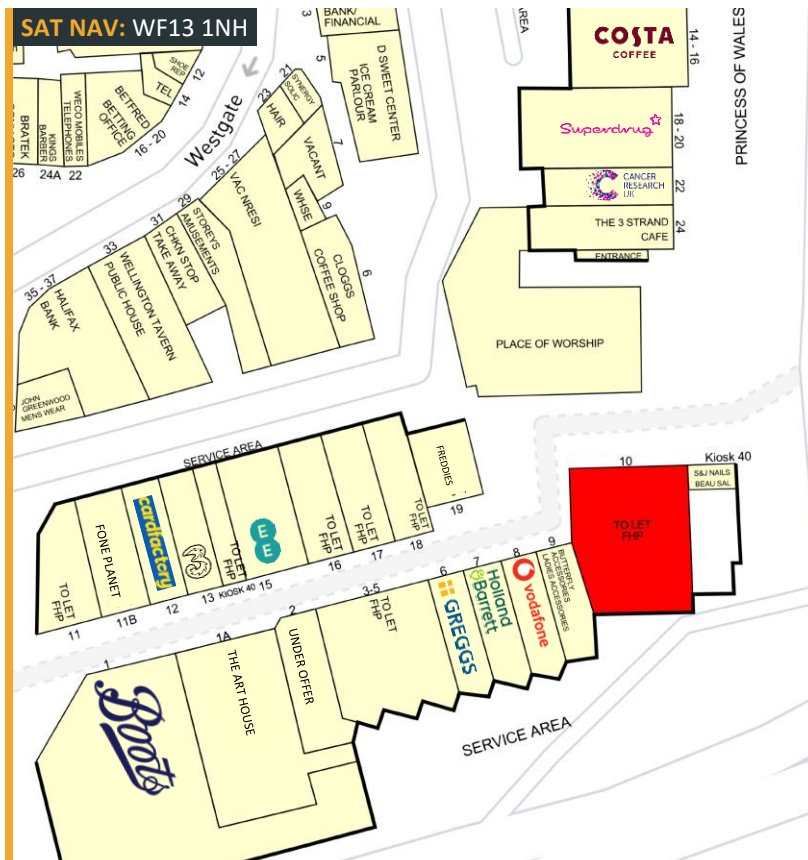 SAT NAV: WF13 1NH
3
BANK/
FINANCIAL
AREA
COSTA
COFFEE
14 - 16
PRINCESS OF WALES
SHOE
REP
12
TEL
14
BETFRED
BETTING
OFFICE
16 - 20
WECO MOBILES
TELEPHONES
22
KINGS
BARBER
24A
BRATEK
26
Westgate
21
SYNERGY
SOLIC
23
HAIR
5
D SWEET CENTER
ICE CREAM
PARLOUR
7
VACANT
Superdrug
18 - 20
CANCER
RESEARCH
UK
22
THE 3 STRAND
CAFE
24
ENTRANCE
25 - 27
VAC NRESI
WHSE
9
29
STOREYS
AMUSEMENTS
31
CHKN STOP
TAKE AWAY
33
WELLINGTON TAVERN
PUBLIC HOUSE
35 - 37
HALIFAX
BANK
CLOGGS
COFFEE SHOP
6
JOHN
GREENWOOD
MENS WEAR
PLACE OF WORSHIP
SERVICE AREA
FREDDIES
19
TO LET
FHP
11
FONE PLANET
11B
cardfactory
12
13
TO LET
FHP
KIOSK 40
EE
15
TO LET
FHP
16
TO LET
FHP
17
TO LET
FHP
18
10
TO LET
FHP
Kiosk 40
S&J NAILS
BEAU SAL
1
Boots
1A
THE ART HOUSE
2
UNDER OFFER
3-5
TO LET
FHP
6
GREGGS
7
Holland
&Barrett
8
vodafone
9
BUTTERFLY
ACCESSORIES
LADIES ACCESSORIES
SERVICE AREA